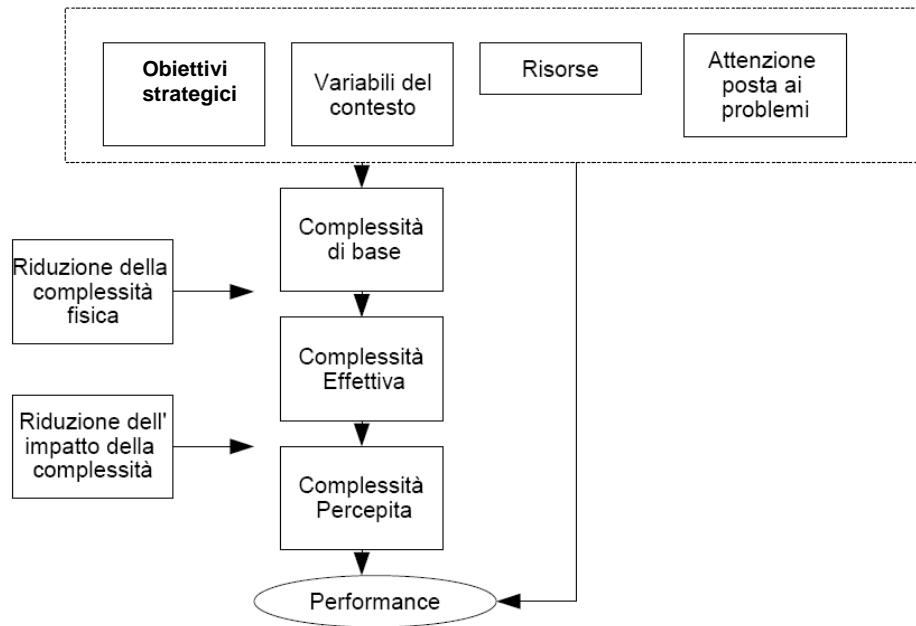 Obiettivi
strategici
Variabili del
contesto
Risorse
Attenzione
posta ai
problemi
Complessità
di base
Riduzione della
complessità
fisica
Complessità
Effettiva
Riduzione dell'
impatto della
complessità
Complessità
Percepita
Performance